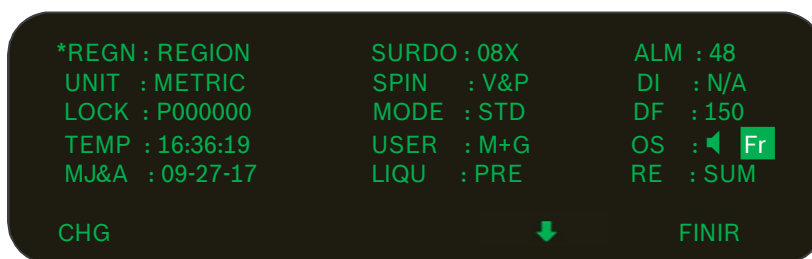 *REGN : REGION SURDO : 08X ALM : 48
UNIT : METRIC SPIN : V&P DI : N/A
LOCK : P000000 MODE : STD DF : 150
TEMP : 16:36:19 USER : M+G OS : Fr
MJ&A : 09-27-17 LIQU : PRE RE : SUM
CHG FINIR